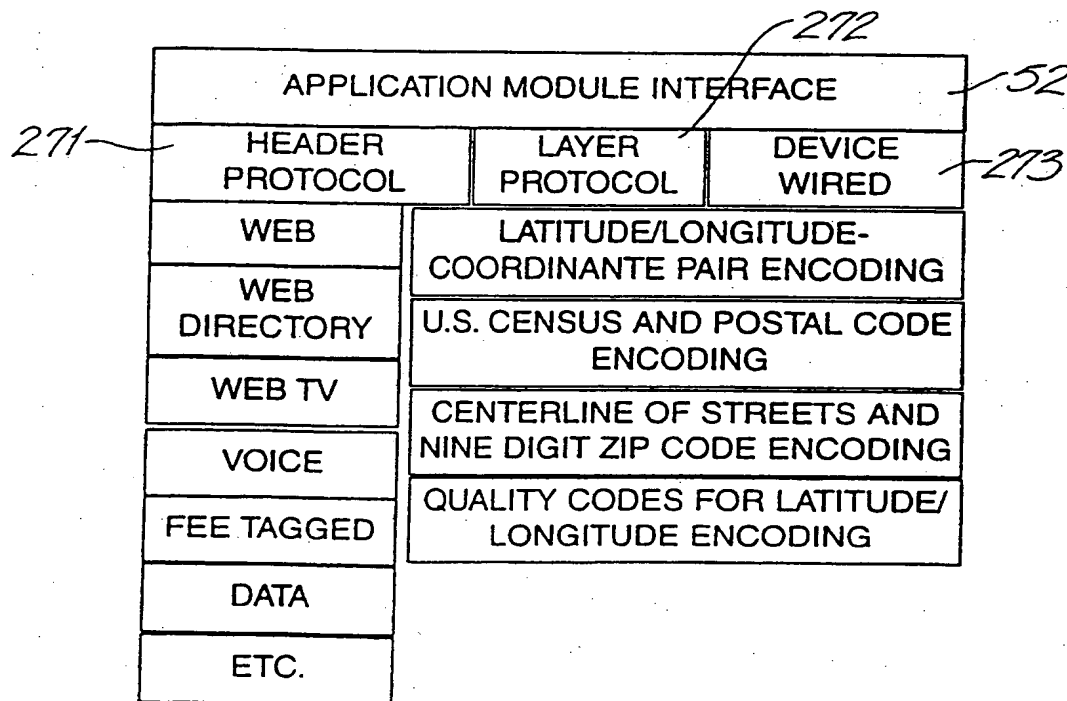 272
APPLICATION MODULE INTERFACE
52
271
HEADER
PROTOCOL
LAYER
PROTOCOL
DEVICE
WIRED
273
WEB
WEB
DIRECTORY
WEB TV
VOICE
FEE TAGGED
DATA
ETC.
LATITUDE/LONGITUDE-
COORDINANTE PAIR ENCODING
U.S. CENSUS AND POSTAL CODE
ENCODING
CENTERLINE OF STREETS AND
NINE DIGIT ZIP CODE ENCODING
QUALITY CODES FOR LATITUDE/
LONGITUDE ENCODING